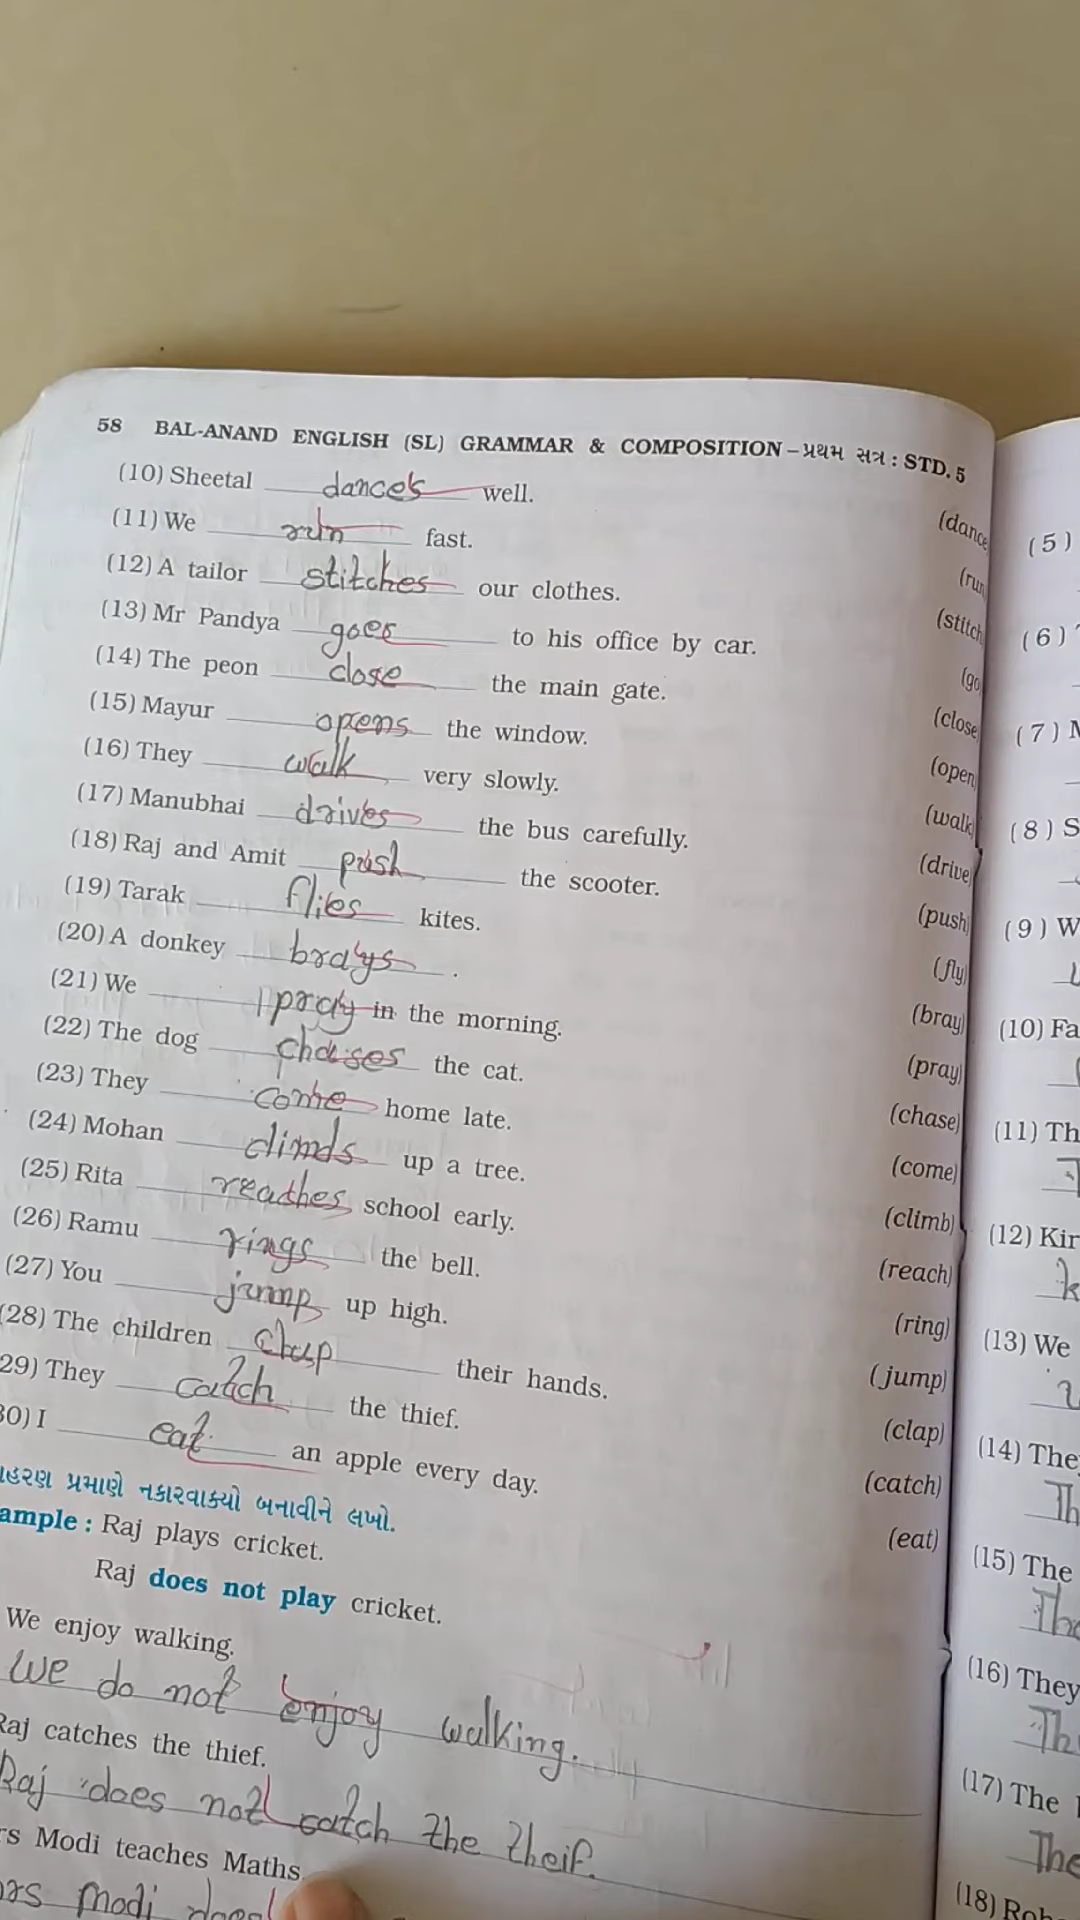 58 BAL-ANAND ENGLISH (SL) GRAMMAR & COMPOSITION – પ્રથમ સત્ર : STD. 5
(10) Sheetal dances well. (dance
(11) We run fast. (run
(12) A tailor stitches our clothes. (stitch
(13) Mr Pandya goes to his office by car. (go
(14) The peon close the main gate. (close
(15) Mayur opens the window. (open
(16) They walk very slowly. (walk
(17) Manubhai drives the bus carefully. (drive
(18) Raj and Amit push the scooter. (push
(19) Tarak flies kites. (fly
(20) A donkey brays. (bray)
(21) We pray in the morning. (pray)
(22) The dog chases the cat. (chase)
(23) They come home late. (come)
(24) Mohan climds up a tree. (climb)
(25) Rita reaches school early. (reach)
(26) Ramu rings the bell. (ring)
(27) You jump up high. (jump)
(28) The children clap their hands. (clap)
29) They catch the thief. (catch)
30) I eat an apple every day. (eat)
હરણ પ્રમાણે નકારવાક્યો બનાવીને લખો.
ample : Raj plays cricket.
Raj does not play cricket.
We enjoy walking.
We do not enjoy walking.
Raj catches the thief.
Raj does not catch the theif.
rs Modi teaches Maths.
rs modi does
(5)
(6)
(7)
(8) S
(9) W
(10) Fa
(11) Th
(12) Kir
k
(13) We
(14) They
Th
(15) The
The
(16) They
Th
(17) The
The
(18) Roh